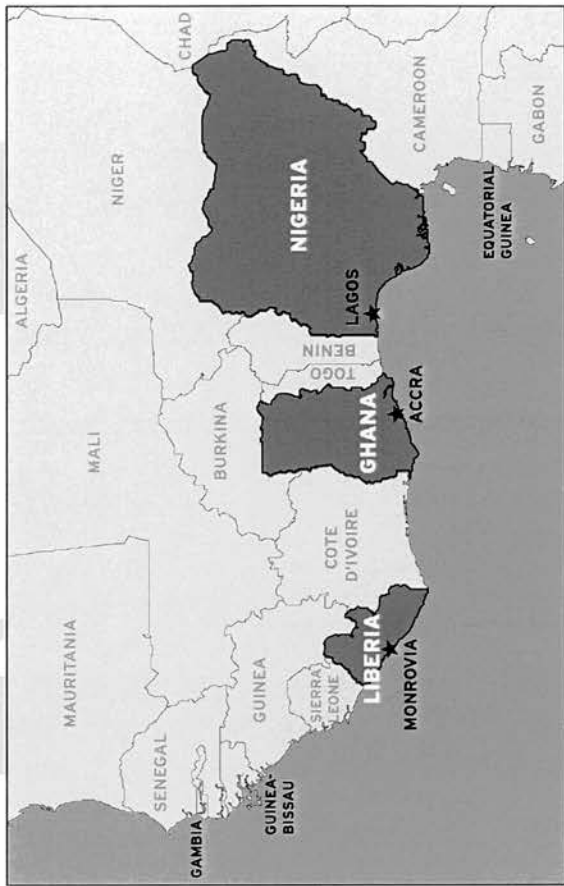 ALGERIA
MAURITANIA
MALI
NIGER
CHAD
SENEGAL
GAMBIA
GUINEA-
BISSAU
GUINEA
BURKINA
SIERRA
LEONE
LIBERIA
MONROVIA
COTE
D'IVOIRE
GHANA
ACCRA
TOGO
BENIN
NIGERIA
LAGOS
CAMEROON
EQUATORIAL
GUINEA
GABON